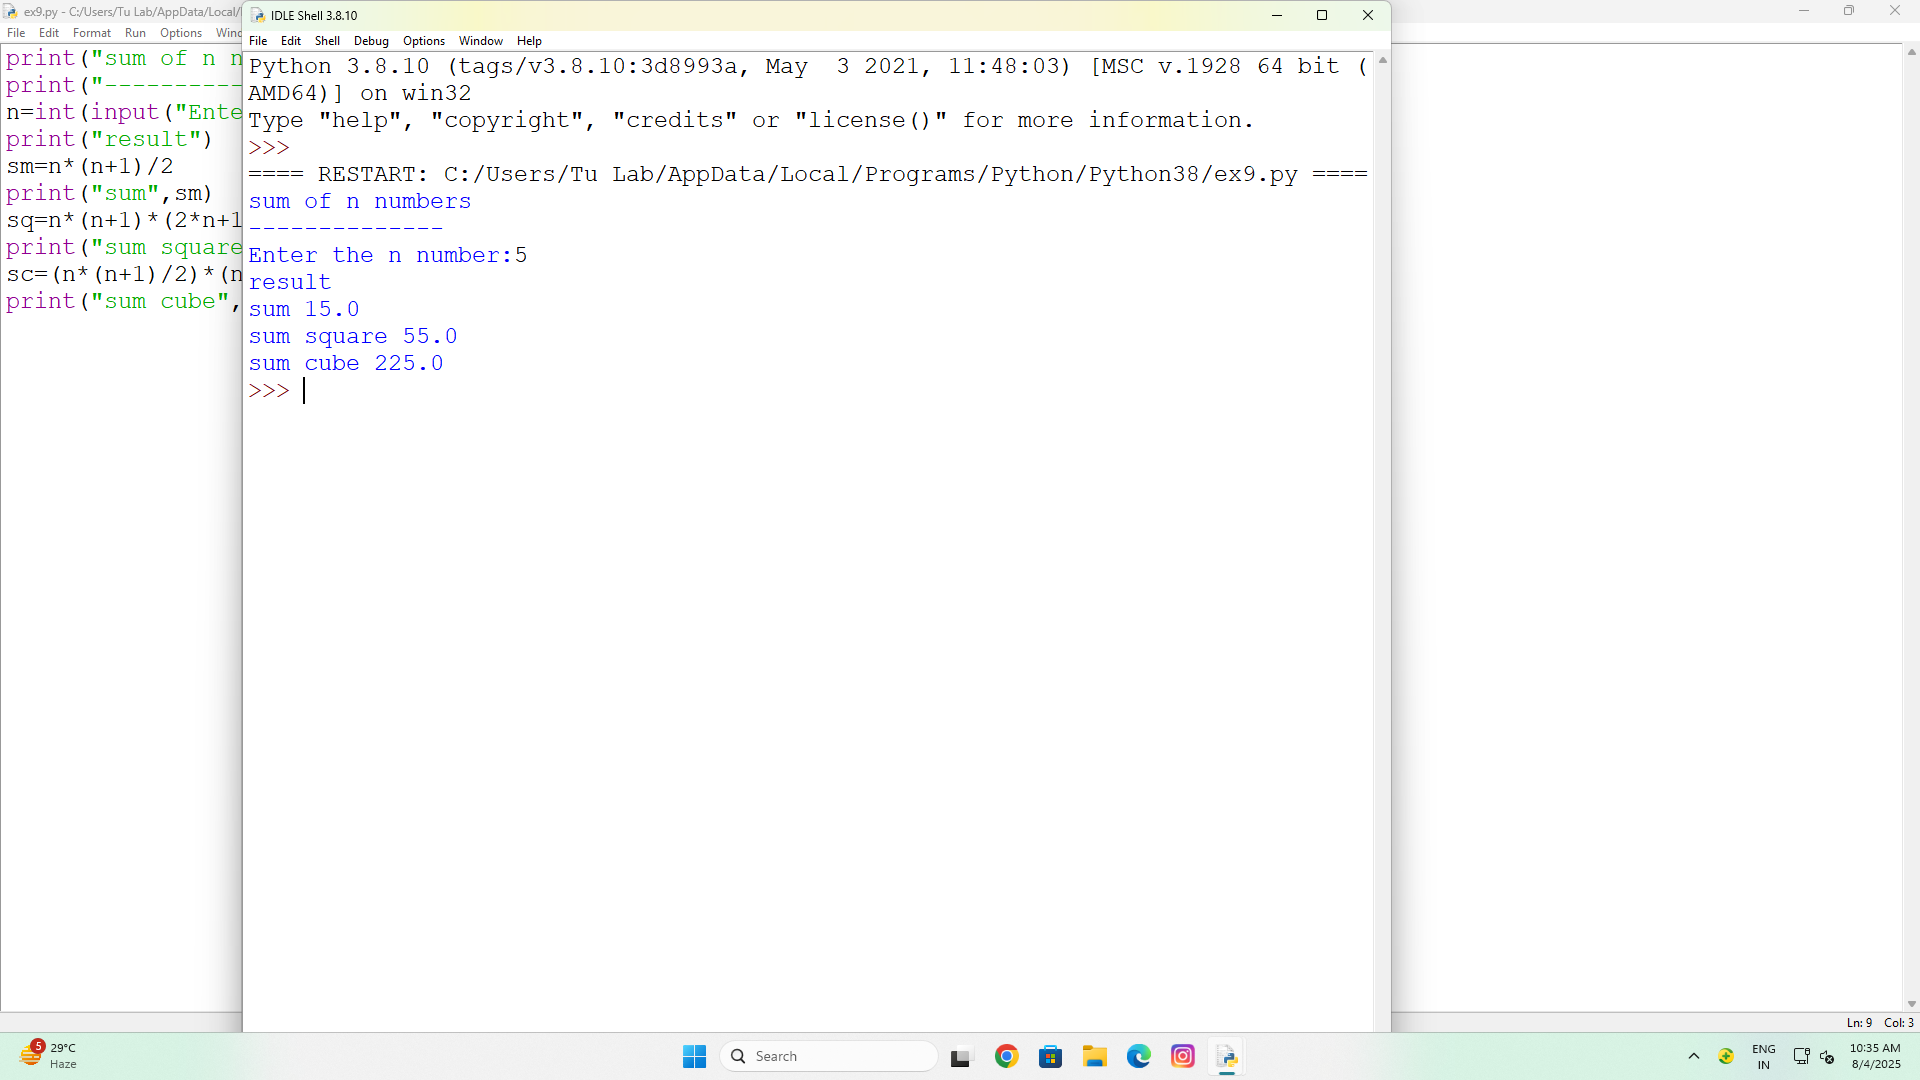 ex9.py - C:/Users/Tu Lab/AppData/Local/
File Edit Format Run Options
print("sum of n n
print("----------
n=int(input("Ente
print("result")
sm=n*(n+1)/2
print("sum",sm)
sq=n*(n+1)*(2*n+1
print("sum square
sc=(n*(n+1)/2)*(n
print("sum cube",
IDLE Shell 3.8.10
File Edit Shell Debug Options Window Help
Python 3.8.10 (tags/v3.8.10:3d8993a, May  3 2021, 11:48:03) [MSC v.1928 64 bit (
AMD64)] on win32
Type "help", "copyright", "credits" or "license()" for more information.
>>>
==== RESTART: C:/Users/Tu Lab/AppData/Local/Programs/Python/Python38/ex9.py ====
sum of n numbers
--------------
Enter the n number:5
result
sum 15.0
sum square 55.0
sum cube 225.0
>>>
Ln: 9 Col: 3
5
29°C
Haze
Search
ENG
IN
10:35 AM
8/4/2025